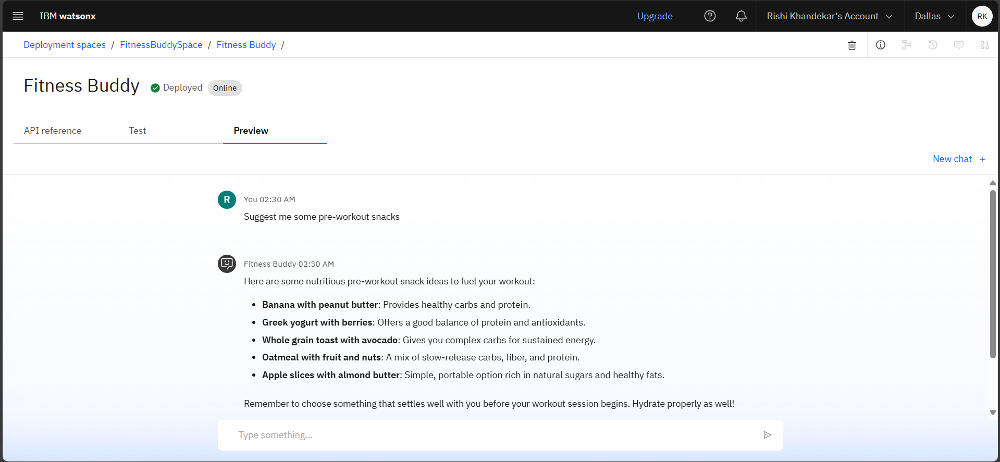 IBM watsonx
Upgrade
Rishi Khandekar's Account
Dallas
RK
Deployment spaces / FitnessBuddySpace / Fitness Buddy /
Fitness Buddy
Deployed
Online
API reference
Test
Preview
New chat +
R
You 02:30 AM
Suggest me some pre-workout snacks
Fitness Buddy 02:30 AM
Here are some nutritious pre-workout snack ideas to fuel your workout:
• Banana with peanut butter: Provides healthy carbs and protein.
• Greek yogurt with berries: Offers a good balance of protein and antioxidants.
• Whole grain toast with avocado: Gives you complex carbs for sustained energy.
• Oatmeal with fruit and nuts: A mix of slow-release carbs, fiber, and protein.
• Apple slices with almond butter: Simple, portable option rich in natural sugars and healthy fats.
Remember to choose something that settles well with you before your workout session begins. Hydrate properly as well!
Type something...